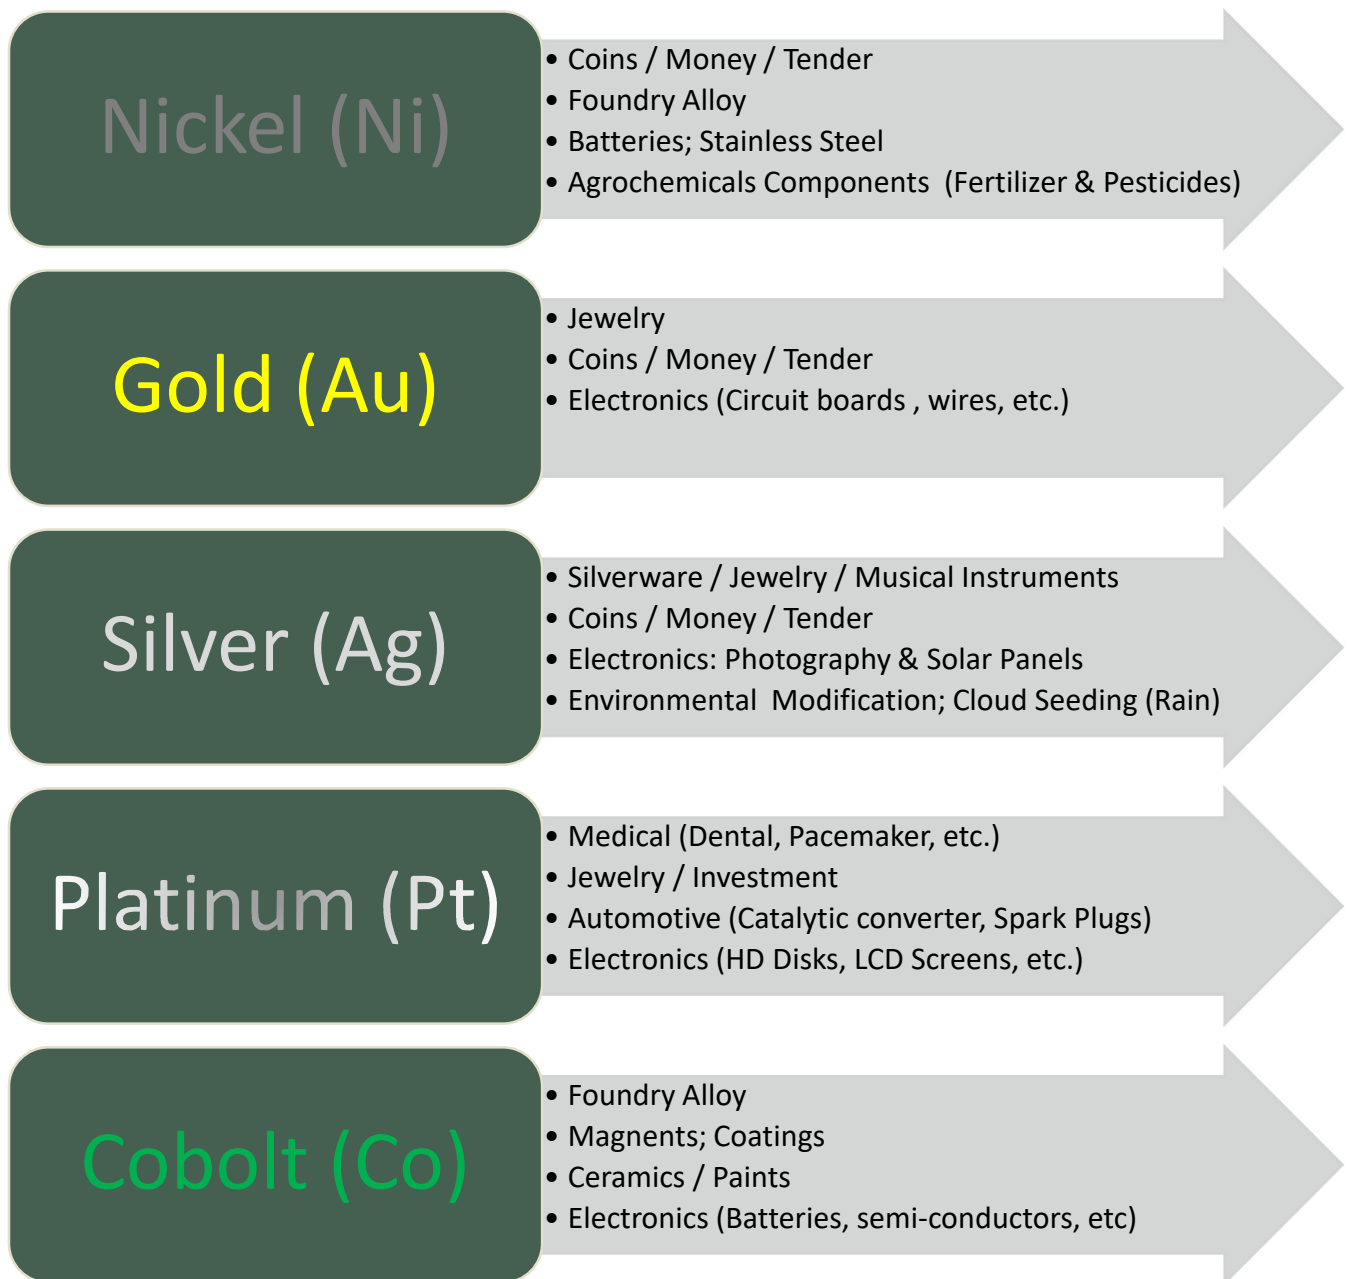 Nickel (Ni)
• Coins / Money / Tender
• Foundry Alloy
• Batteries; Stainless Steel
• Agrochemicals Components  (Fertilizer & Pesticides)
Gold (Au)
• Jewelry
• Coins / Money / Tender
• Electronics (Circuit boards , wires, etc.)
Silver (Ag)
• Silverware / Jewelry / Musical Instruments
• Coins / Money / Tender
• Electronics: Photography & Solar Panels
• Environmental  Modification; Cloud Seeding (Rain)
Platinum (Pt)
• Medical (Dental, Pacemaker, etc.)
• Jewelry / Investment
• Automotive (Catalytic converter, Spark Plugs)
• Electronics (HD Disks, LCD Screens, etc.)
Cobolt (Co)
• Foundry Alloy
• Magnents; Coatings
• Ceramics / Paints
• Electronics (Batteries, semi-conductors, etc)